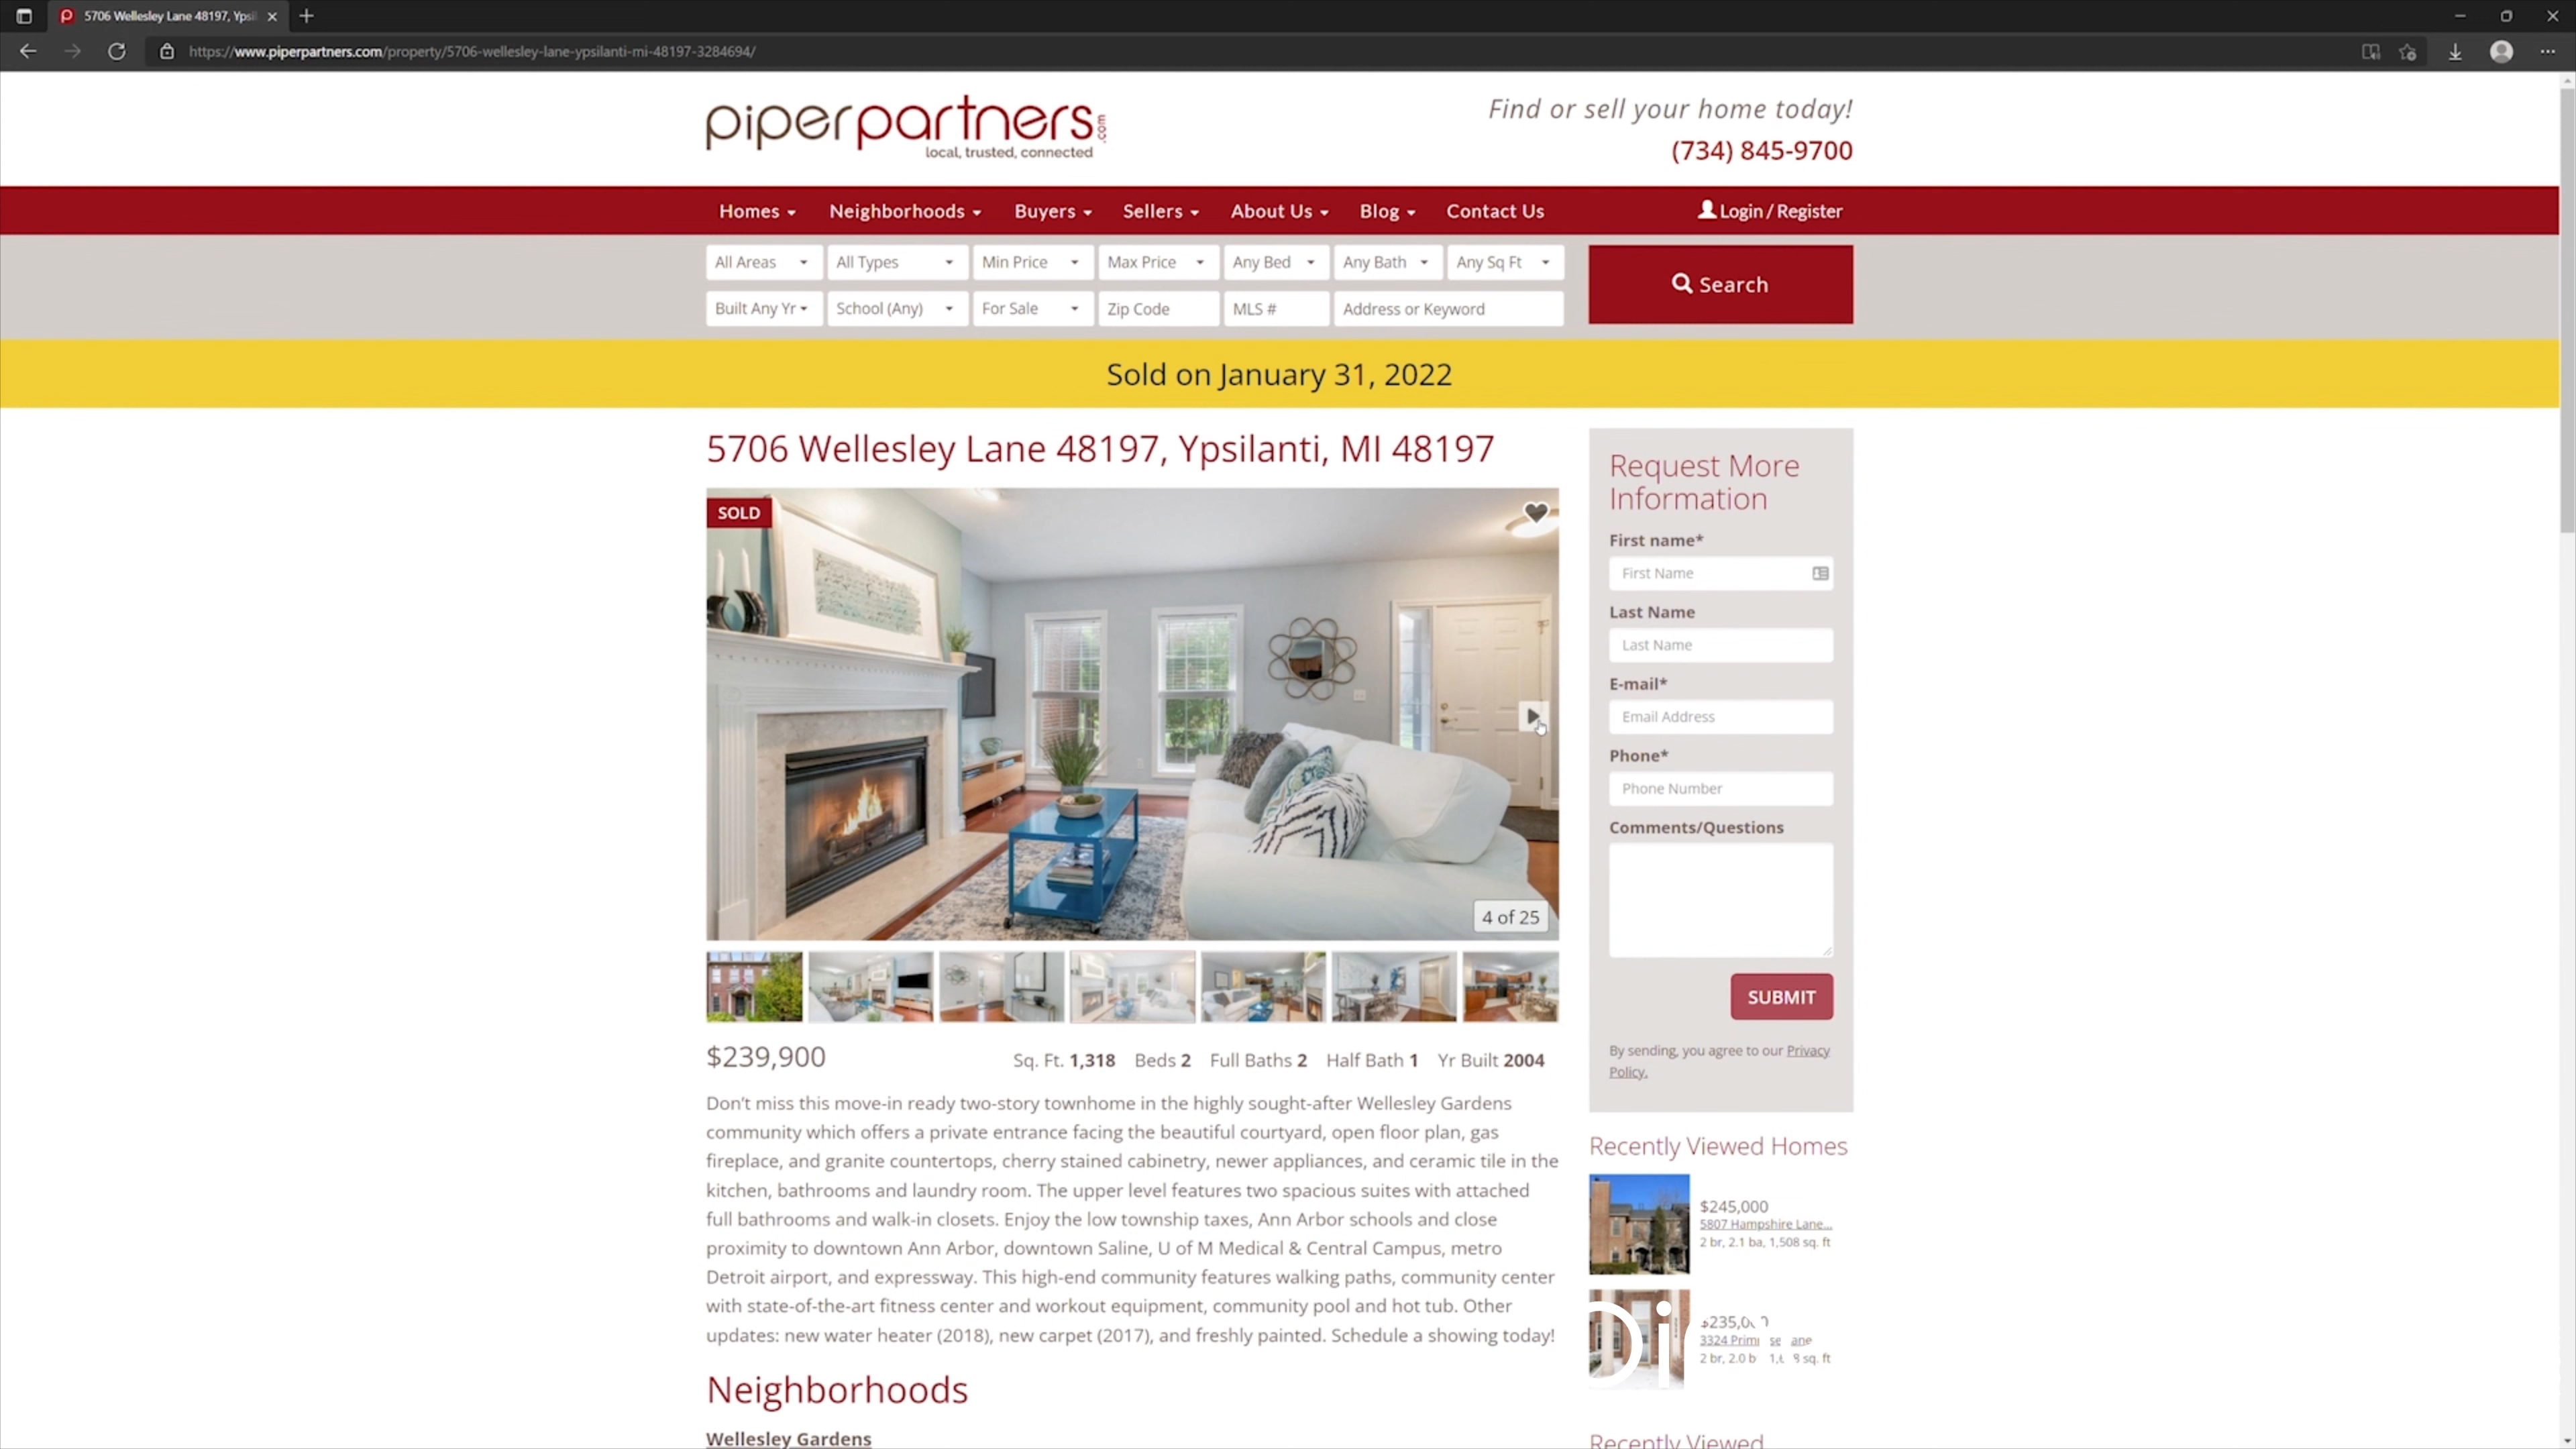 5706 Wellesley Lane 48197, Ypsil
https://www.piperpartners.com/property/5706-wellesley-lane-ypsilanti-mi-48197-3284694/
piperpartners.com
local, trusted, connected
Find or sell your home today!
(734) 845-9700
Homes Neighborhoods Buyers Sellers About Us Blog Contact Us Login / Register
All Areas All Types Min Price Max Price Any Bed Any Bath Any Sq Ft
Search
Built Any Yr School (Any) For Sale Zip Code MLS # Address or Keyword
Sold on January 31, 2022
5706 Wellesley Lane 48197, Ypsilanti, MI 48197
SOLD
4 of 25
$239,900
Sq. Ft. 1,318 Beds 2 Full Baths 2 Half Bath 1 Yr Built 2004
Don't miss this move-in ready two-story townhome in the highly sought-after Wellesley Gardens
community which offers a private entrance facing the beautiful courtyard, open floor plan, gas
fireplace, and granite countertops, cherry stained cabinetry, newer appliances, and ceramic tile in the
kitchen, bathrooms and laundry room. The upper level features two spacious suites with attached
full bathrooms and walk-in closets. Enjoy the low township taxes, Ann Arbor schools and close
proximity to downtown Ann Arbor, downtown Saline, U of M Medical & Central Campus, metro
Detroit airport, and expressway. This high-end community features walking paths, community center
with state-of-the-art fitness center and workout equipment, community pool and hot tub. Other
updates: new water heater (2018), new carpet (2017), and freshly painted. Schedule a showing today!
Neighborhoods
Wellesley Gardens
Request More
Information
First name*
First Name
Last Name
Last Name
E-mail*
Email Address
Phone*
Phone Number
Comments/Questions
SUBMIT
By sending, you agree to our Privacy
Policy.
Recently Viewed Homes
$245,000
5807 Hampshire Lane...
2 br, 2.1 ba, 1,508 sq. ft
3324
2 br, 2.0 sq. ft
Recently Viewed